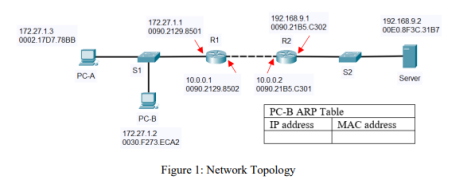 172.27.1.3
0002.17D7.78BB
PC-A
S1
172.27.1.1
0090.2129.8501
R1
10.0.0.1
0090.2129.8502
192.168.9.1
0090.21B5.C302
R2
10.0.0.2
0090.21B5.C301
S2
192.168.9.2
00E0.8F3C.31B7
Server
PC-B
172.27.1.2
0030.F273.ECA2
PC-B ARP Table
IP address MAC address
Figure 1: Network Topology